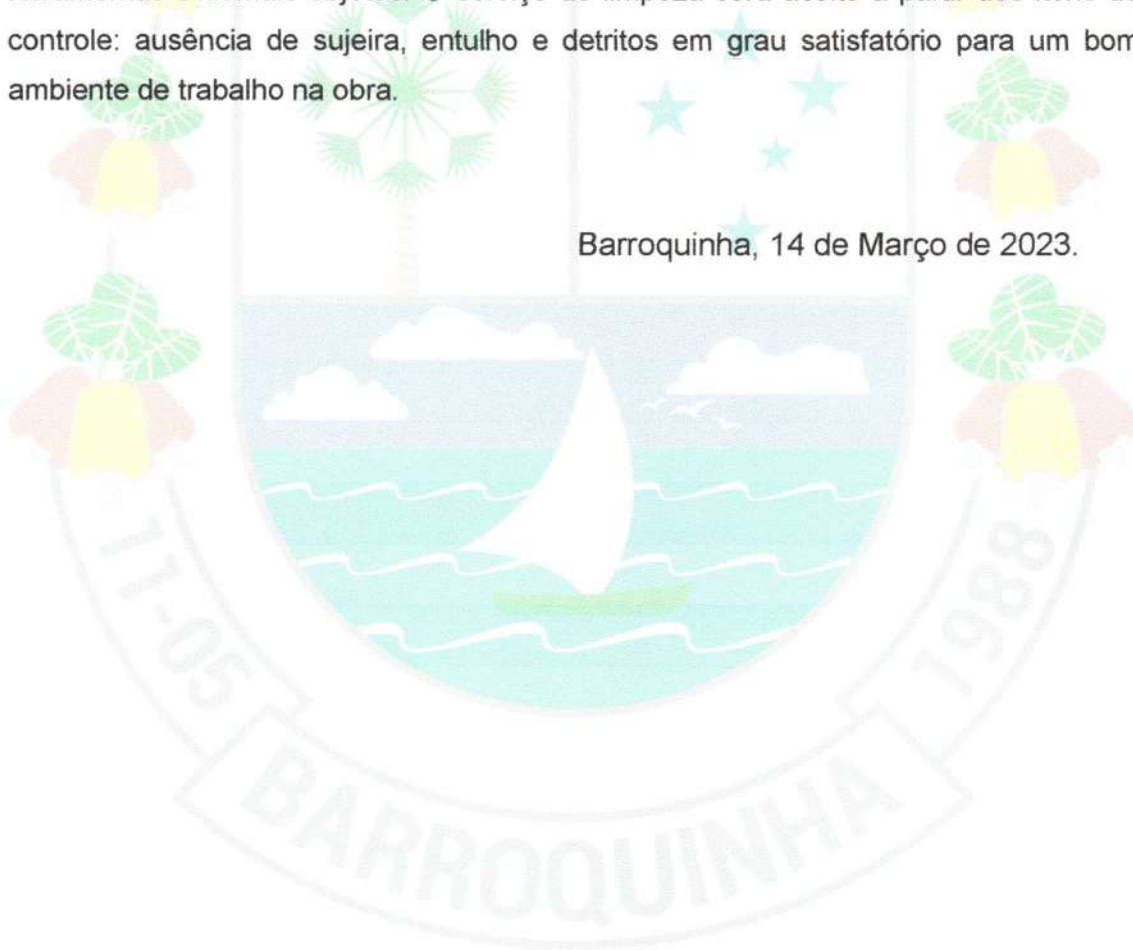 controle: ausência de sujeira, entulho e detritos em grau satisfatório para um bom
ambiente de trabalho na obra.
Barroquinha, 14 de Março de 2023.
11-05
1988
BARROQUINHA